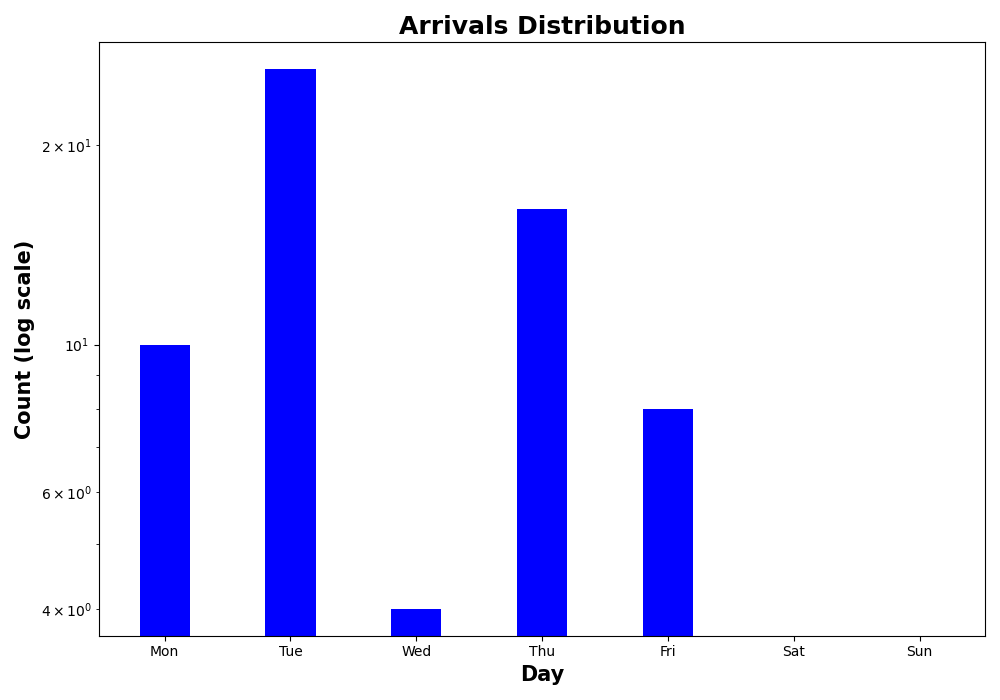 Arrivals Distribution
Count (log scale)
2 × 10¹
10¹
6 × 10⁰
4 × 10⁰
Mon Tue Wed Thu Fri Sat Sun
Day